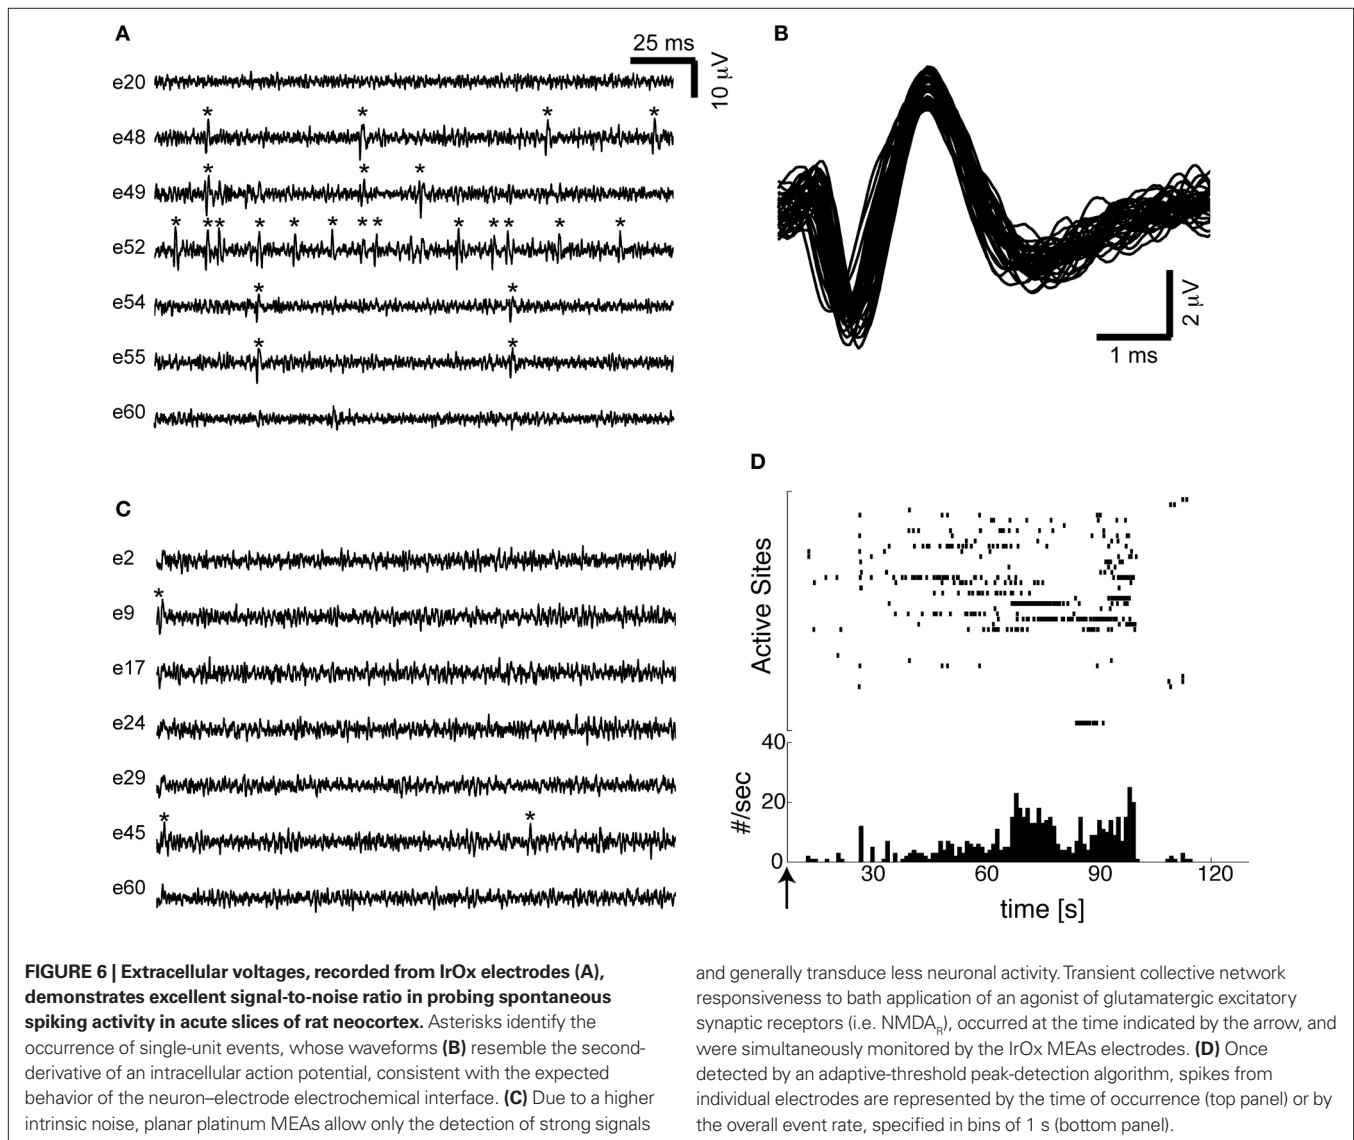 A
25 ms
10 μV
e20
*
*
*
*
e48
*
*
*
e49
* ** * * * ** * ** * *
e52
*
*
e54
*
*
e55
e60
B
2 μV
1 ms
C
e2
*
e9
e17
e24
e29
*
*
e45
e60
D
Active Sites
40
20
0
#/sec
30
60
90
120
time [s]
FIGURE 6 | Extracellular voltages, recorded from IrOx electrodes (A),
demonstrates excellent signal-to-noise ratio in probing spontaneous
spiking activity in acute slices of rat neocortex. Asterisks identify the
occurrence of single-unit events, whose waveforms (B) resemble the second-
derivative of an intracellular action potential, consistent with the expected
behavior of the neuron–electrode electrochemical interface. (C) Due to a higher
intrinsic noise, planar platinum MEAs allow only the detection of strong signals
and generally transduce less neuronal activity. Transient collective network
responsiveness to bath application of an agonist of glutamatergic excitatory
synaptic receptors (i.e. NMDAR), occurred at the time indicated by the arrow, and
were simultaneously monitored by the IrOx MEAs electrodes. (D) Once
detected by an adaptive-threshold peak-detection algorithm, spikes from
individual electrodes are represented by the time of occurrence (top panel) or by
the overall event rate, specified in bins of 1 s (bottom panel).